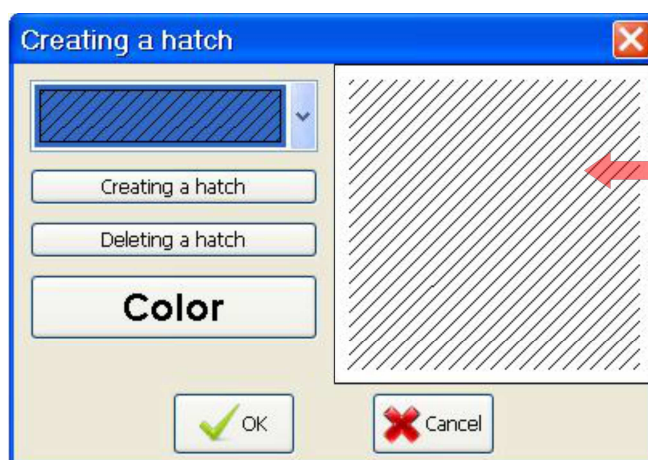 Creating a hatch
Creating a hatch
Deleting a hatch
Color
OK
Cancel